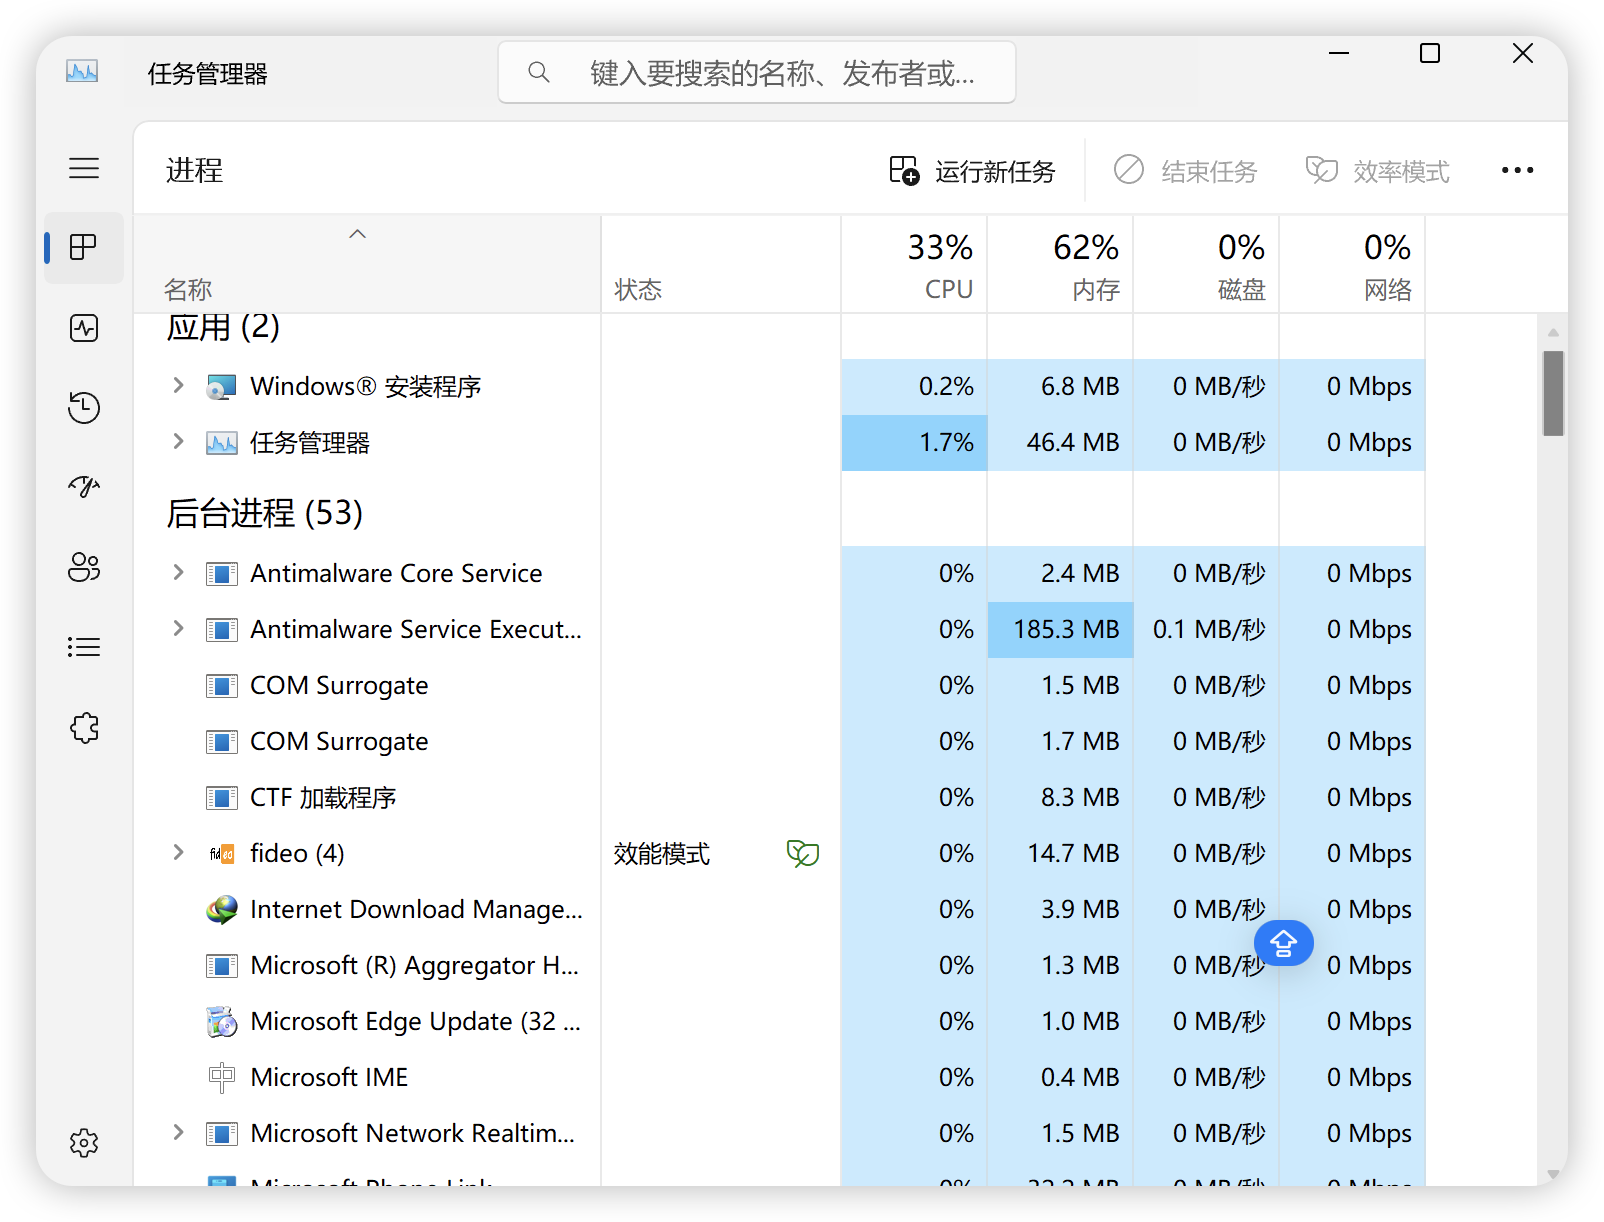 任务管理器
键入要搜索的名称、发布者或...
进程
运行新任务
结束任务
效率模式
33% 62% 0% 0%
名称 状态 CPU 内存 磁盘 网络
应用 (2)
Windows® 安装程序 0.2% 6.8 MB 0 MB/秒 0 Mbps
任务管理器 1.7% 46.4 MB 0 MB/秒 0 Mbps
后台进程 (53)
Antimalware Core Service 0% 2.4 MB 0 MB/秒 0 Mbps
Antimalware Service Execut... 0% 185.3 MB 0.1 MB/秒 0 Mbps
COM Surrogate 0% 1.5 MB 0 MB/秒 0 Mbps
COM Surrogate 0% 1.7 MB 0 MB/秒 0 Mbps
CTF 加载程序 0% 8.3 MB 0 MB/秒 0 Mbps
fideo (4) 效能模式 0% 14.7 MB 0 MB/秒 0 Mbps
Internet Download Manage... 0% 3.9 MB 0 MB/秒 0 Mbps
Microsoft (R) Aggregator H... 0% 1.3 MB 0 MB/秒 0 Mbps
Microsoft Edge Update (32 ... 0% 1.0 MB 0 MB/秒 0 Mbps
Microsoft IME 0% 0.4 MB 0 MB/秒 0 Mbps
Microsoft Network Realtim... 0% 1.5 MB 0 MB/秒 0 Mbps
Microsoft Phone Link 0% MB 0 MB/秒 0 Mbps